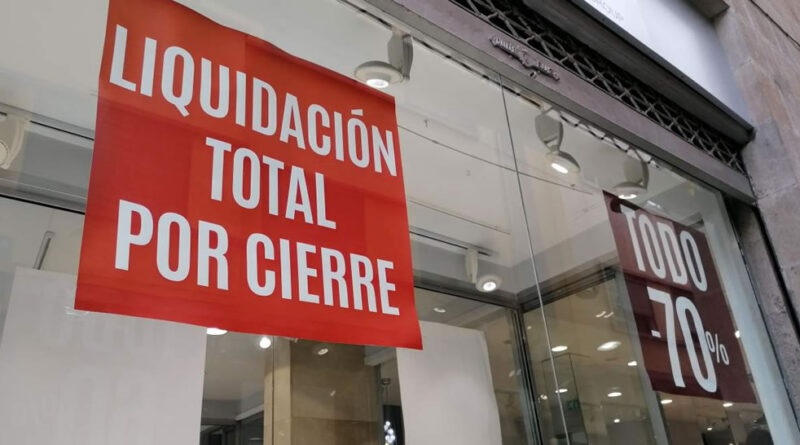 LIQUIDACIÓN
TOTAL
POR CIERRE
TODO
-70%